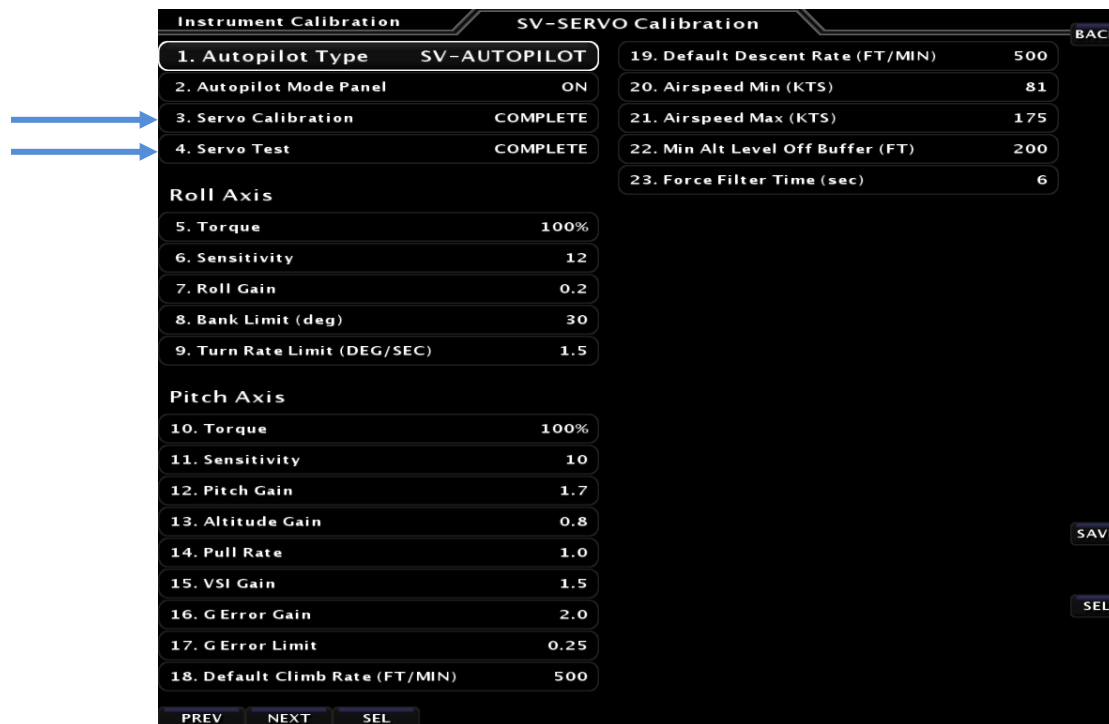 Instrument Calibration
SV-SERVO Calibration
BAC
1. Autopilot Type SV-AUTOPILOT
2. Autopilot Mode Panel ON
3. Servo Calibration COMPLETE
4. Servo Test COMPLETE
Roll Axis
5. Torque 100%
6. Sensitivity 12
7. Roll Gain 0.2
8. Bank Limit (deg) 30
9. Turn Rate Limit (DEG/SEC) 1.5
Pitch Axis
10. Torque 100%
11. Sensitivity 10
12. Pitch Gain 1.7
13. Altitude Gain 0.8
14. Pull Rate 1.0
15. VSI Gain 1.5
16. G Error Gain 2.0
17. G Error Limit 0.25
18. Default Climb Rate (FT/MIN) 500
19. Default Descent Rate (FT/MIN) 500
20. Airspeed Min (KTS) 81
21. Airspeed Max (KTS) 175
22. Min Alt Level Off Buffer (FT) 200
23. Force Filter Time (sec) 6
SAV
SEL
PREV NEXT SEL